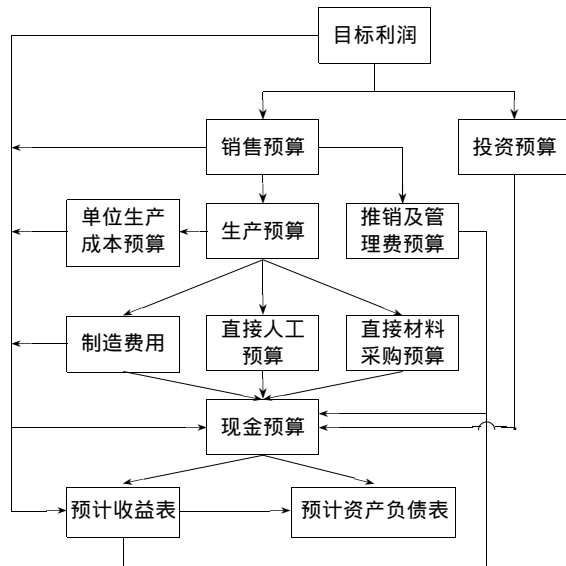 目标利润
销售预算
投资预算
单位生产
成本预算
生产预算
推销及管
理费预算
制造费用
直接人工
预算
直接材料
采购预算
现金预算
预计收益表
预计资产负债表